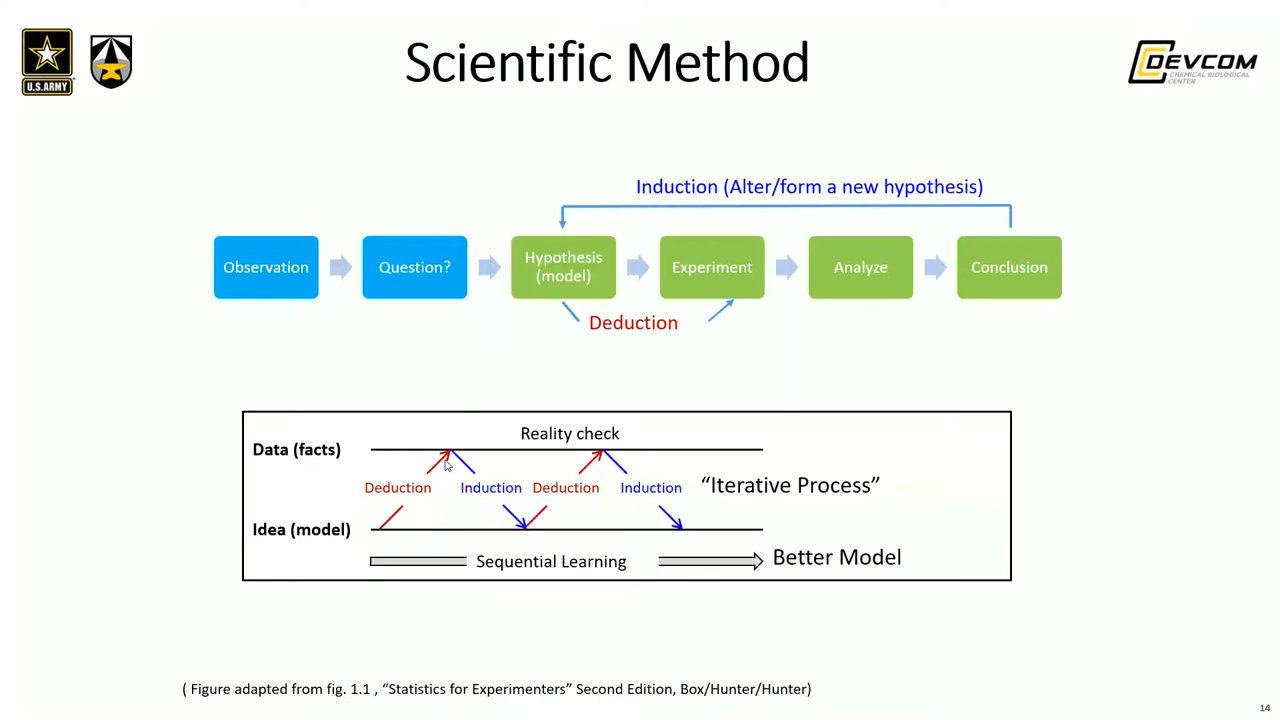 Scientific Method
U.S.ARMY
DEVCOM
CHEMICAL BIOLOGICAL
CENTER
Induction (Alter/form a new hypothesis)
Observation
Question?
Hypothesis
(model)
Experiment
Analyze
Conclusion
Deduction
Reality check
Data (facts)
Deduction
Induction
Deduction
Induction
“Iterative Process”
Idea (model)
Sequential Learning
Better Model
( Figure adapted from fig. 1.1 , “Statistics for Experimenters” Second Edition, Box/Hunter/Hunter)
14